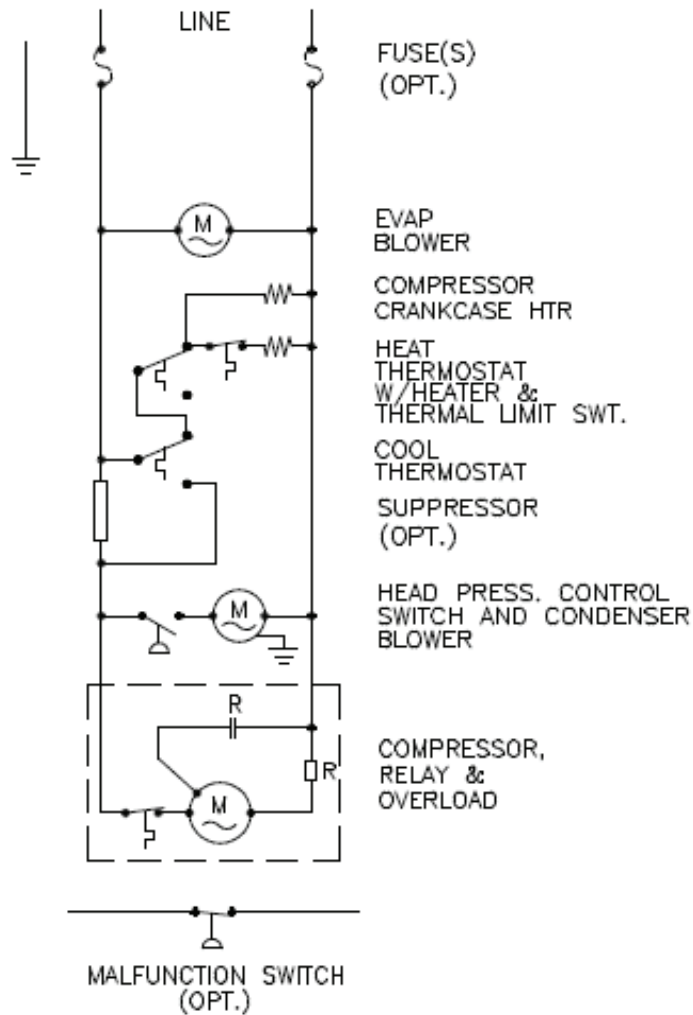 LINE
FUSE(S)
(OPT.)
M
EVAP
BLOWER
COMPRESSOR
CRANKCASE HTR
HEAT
THERMOSTAT
W/HEATER &
THERMAL LIMIT SWT.
COOL
THERMOSTAT
SUPPRESSOR
(OPT.)
M
HEAD PRESS. CONTROL
SWITCH AND CONDENSER
BLOWER
R
R
M
COMPRESSOR,
RELAY &
OVERLOAD
MALFUNCTION SWITCH
(OPT.)